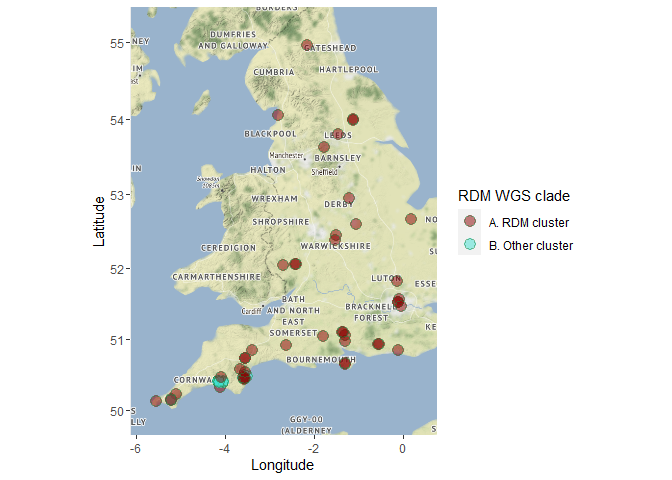 BORDERS
DUMFRIES
AND GALLOWAY
NEY
GATESHEAD
IM
CUMBRIA
HARTLEPOOL
BLACKPOOL
LEEDS
Manchester
BARNSLEY
Sheffield
HALTON
IN
Snowdon
1085m
WREXHAM
DERBY
SHROPSHIRE
NO
WARWICKSHIRE
CEREDIGION
SU
CARMARTHENSHIRE
LUTON
ESSE
BATH
AND NORTH
EAST
SOMERSET
Cardiff
BRACKNELL
FOREST
KE
BOURNEMOUTH
CORNWA
S
LLY
GGY-00
(ALDERNEY
55
54
53
52
51
50
Latitude
-6
-4
-2
0
Longitude
RDM WGS clade
A. RDM cluster
B. Other cluster